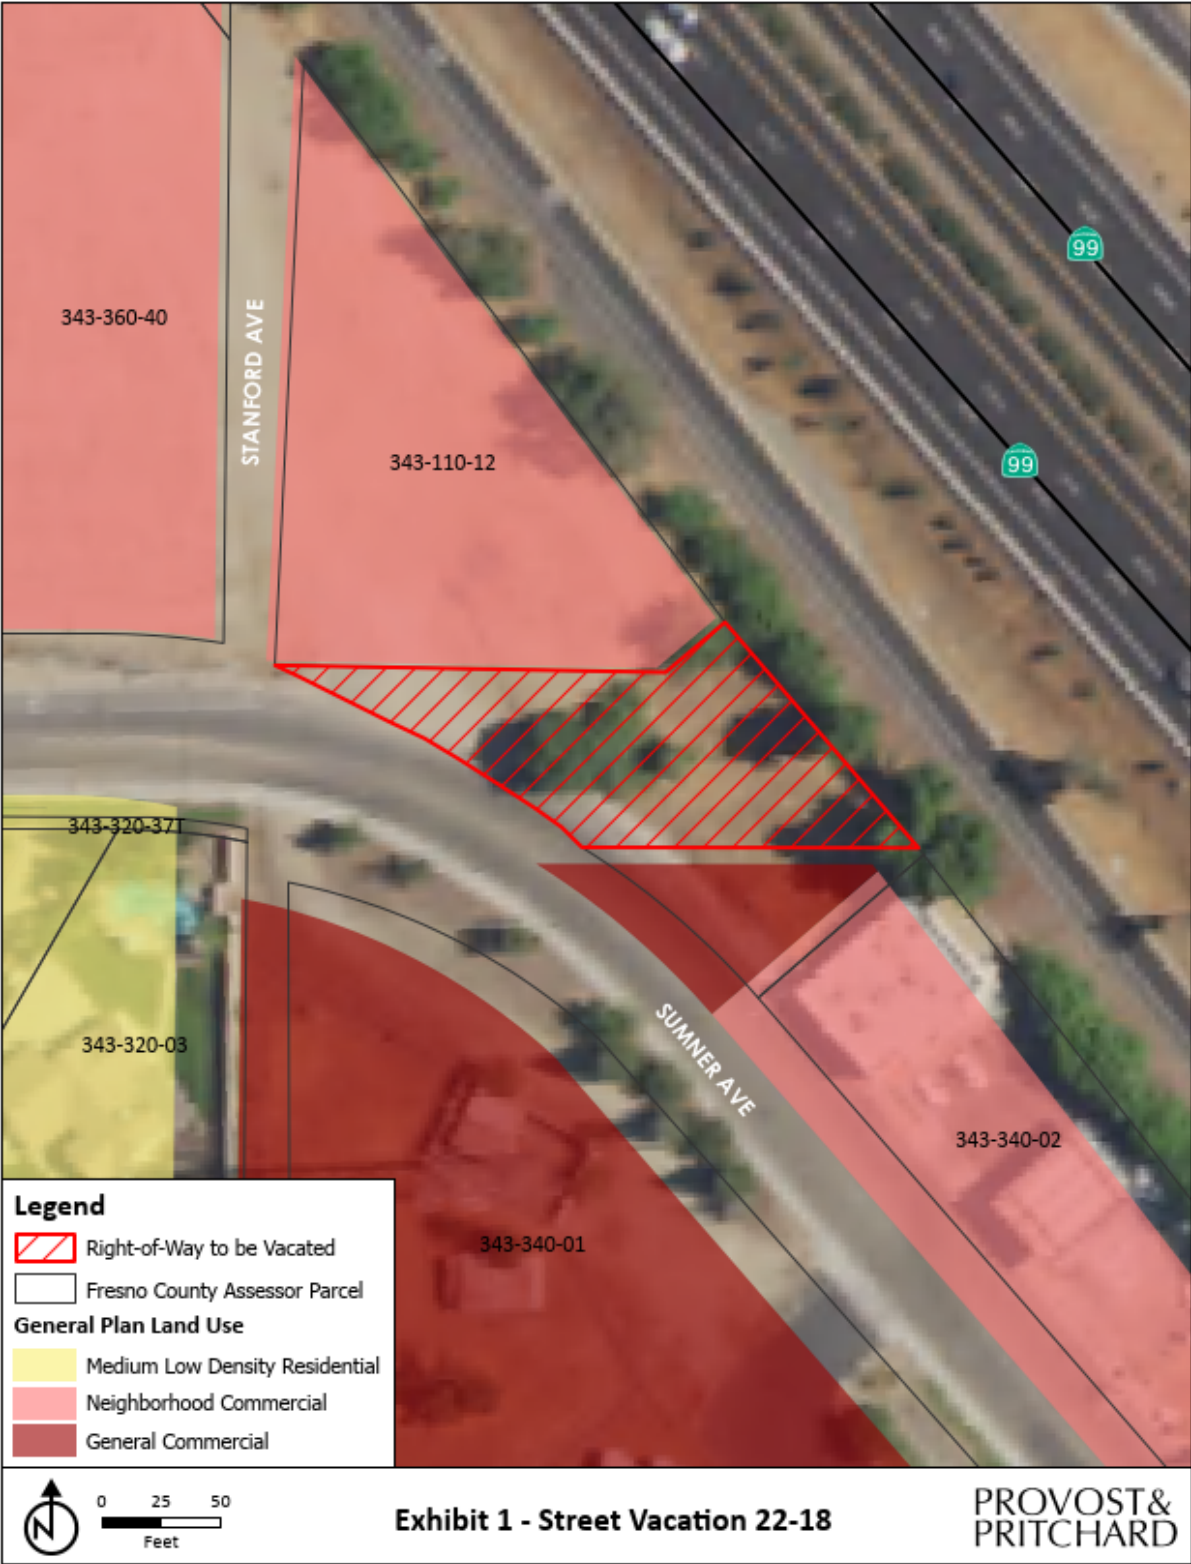 99
343-360-40
STANFORD AVE
343-110-12
99
343-320-37T
343-320-03
SUMNER AVE
343-340-02
343-340-01
Legend
Right-of-Way to be Vacated
Fresno County Assessor Parcel
General Plan Land Use
Medium Low Density Residential
Neighborhood Commercial
General Commercial
N
0 25 50
Feet
Exhibit 1 - Street Vacation 22-18
PROVOST&
PRITCHARD